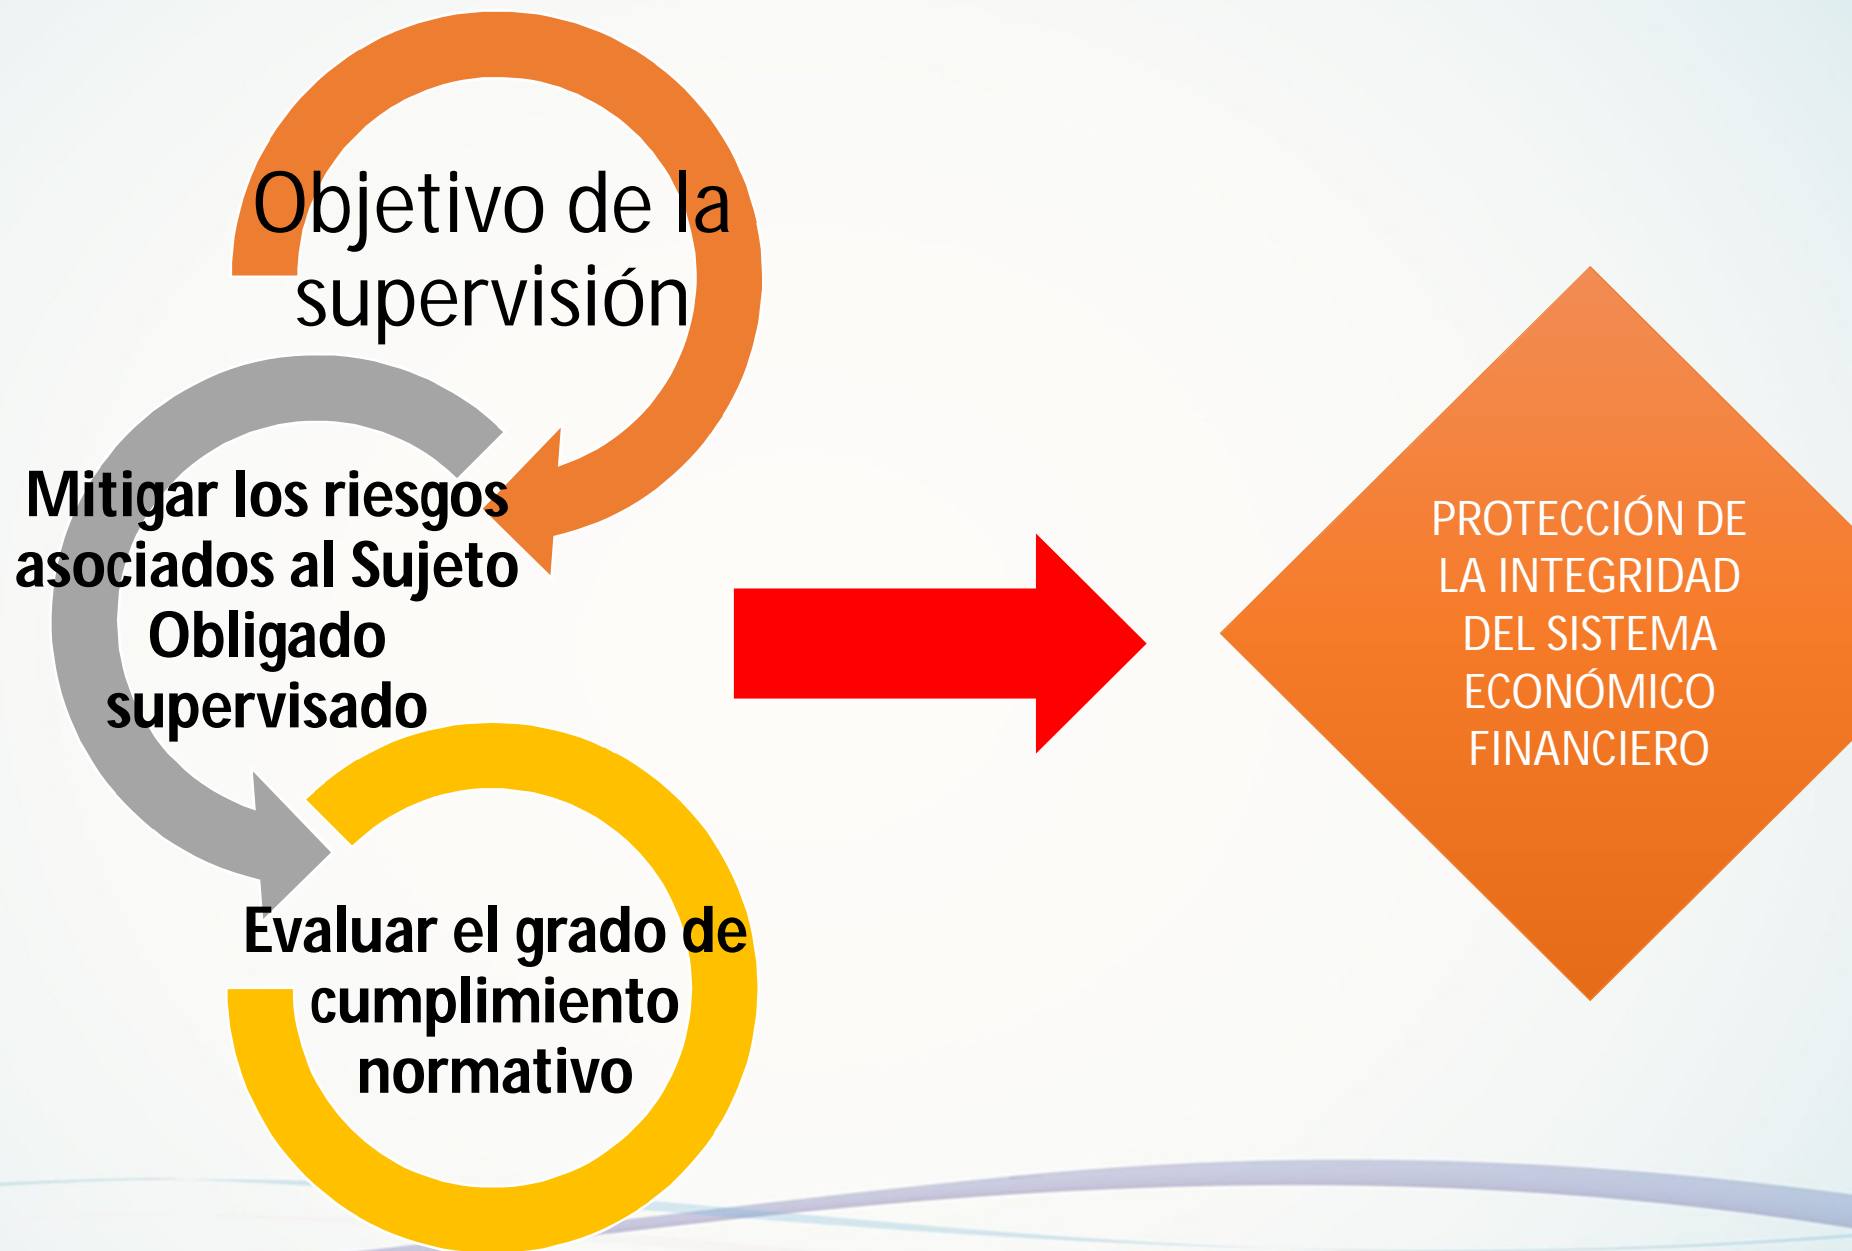 Objetivo de la
supervisión
Mitigar los riesgos
asociados al Sujeto
Obligado
supervisado
Evaluar el grado de
cumplimiento
normativo
PROTECCIÓN DE
LA INTEGRIDAD
DEL SISTEMA
ECONÓMICO
FINANCIERO